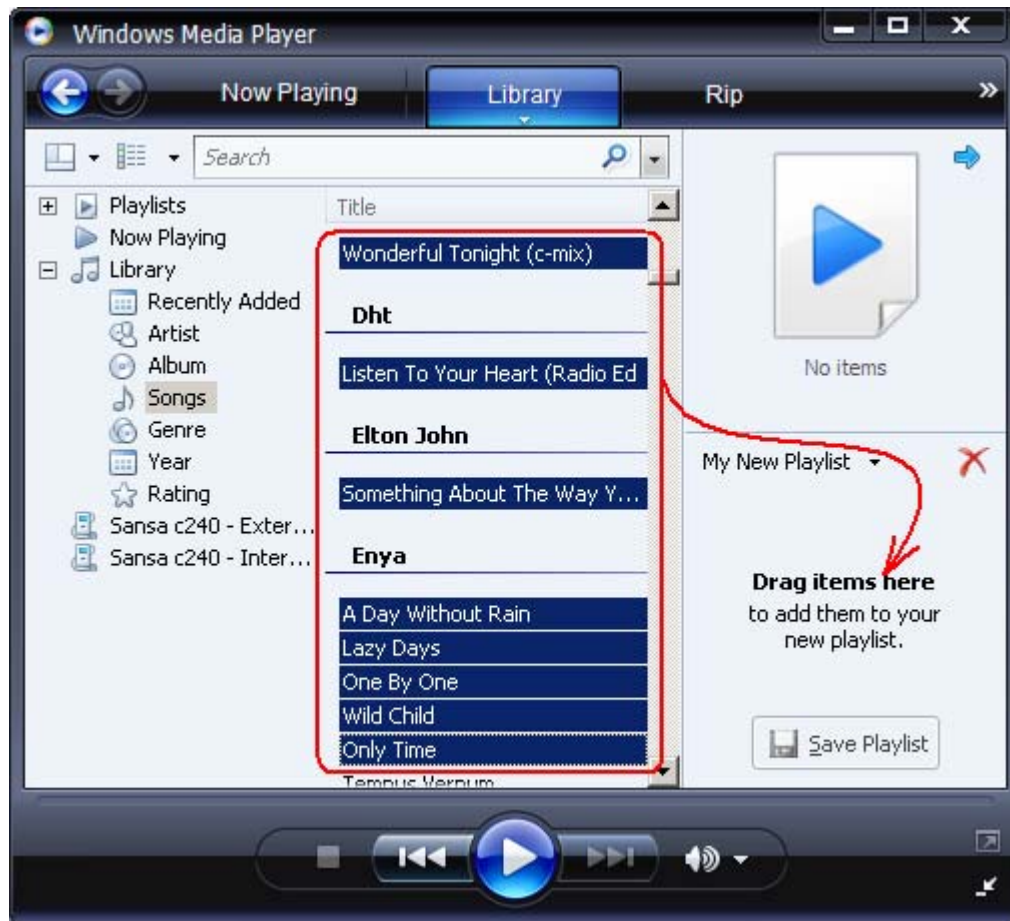 Windows Media Player
Now Playing
Library
Rip
Search
Playlists
Now Playing
Library
Recently Added
Artist
Album
Songs
Genre
Year
Rating
Sansa c240 - Exter...
Sansa c240 - Inter...
Title
Wonderful Tonight (c-mix)
Dht
Listen To Your Heart (Radio Ed
Elton John
Something About The Way Y...
Enya
A Day Without Rain
Lazy Days
One By One
Wild Child
Only Time
Tempus Vernum
No items
My New Playlist
Drag items here
to add them to your
new playlist.
Save Playlist